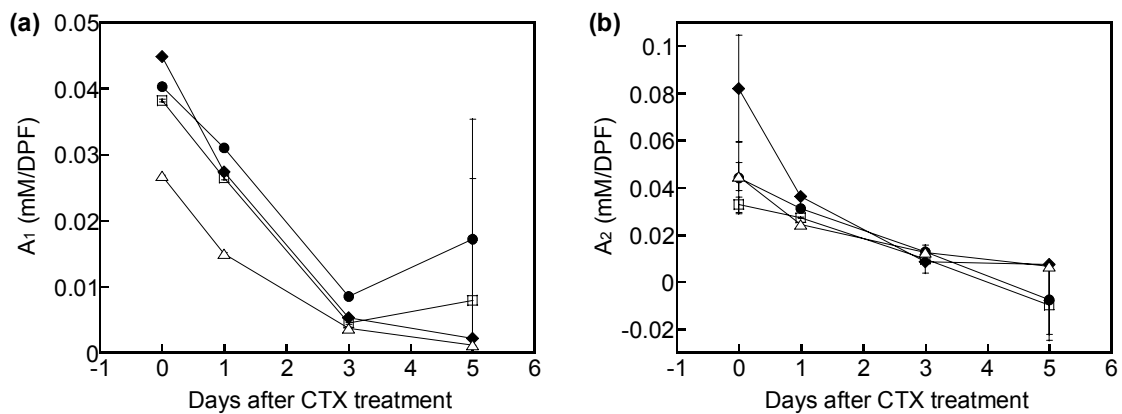 (a)
A1 (mM/DPF)
0.05
0.04
0.03
0.02
0.01
0
-1 0 1 2 3 4 5 6
Days after CTX treatment
(b)
A2 (mM/DPF)
0.1
0.08
0.06
0.04
0.02
0
-0.02
-1 0 1 2 3 4 5 6
Days after CTX treatment